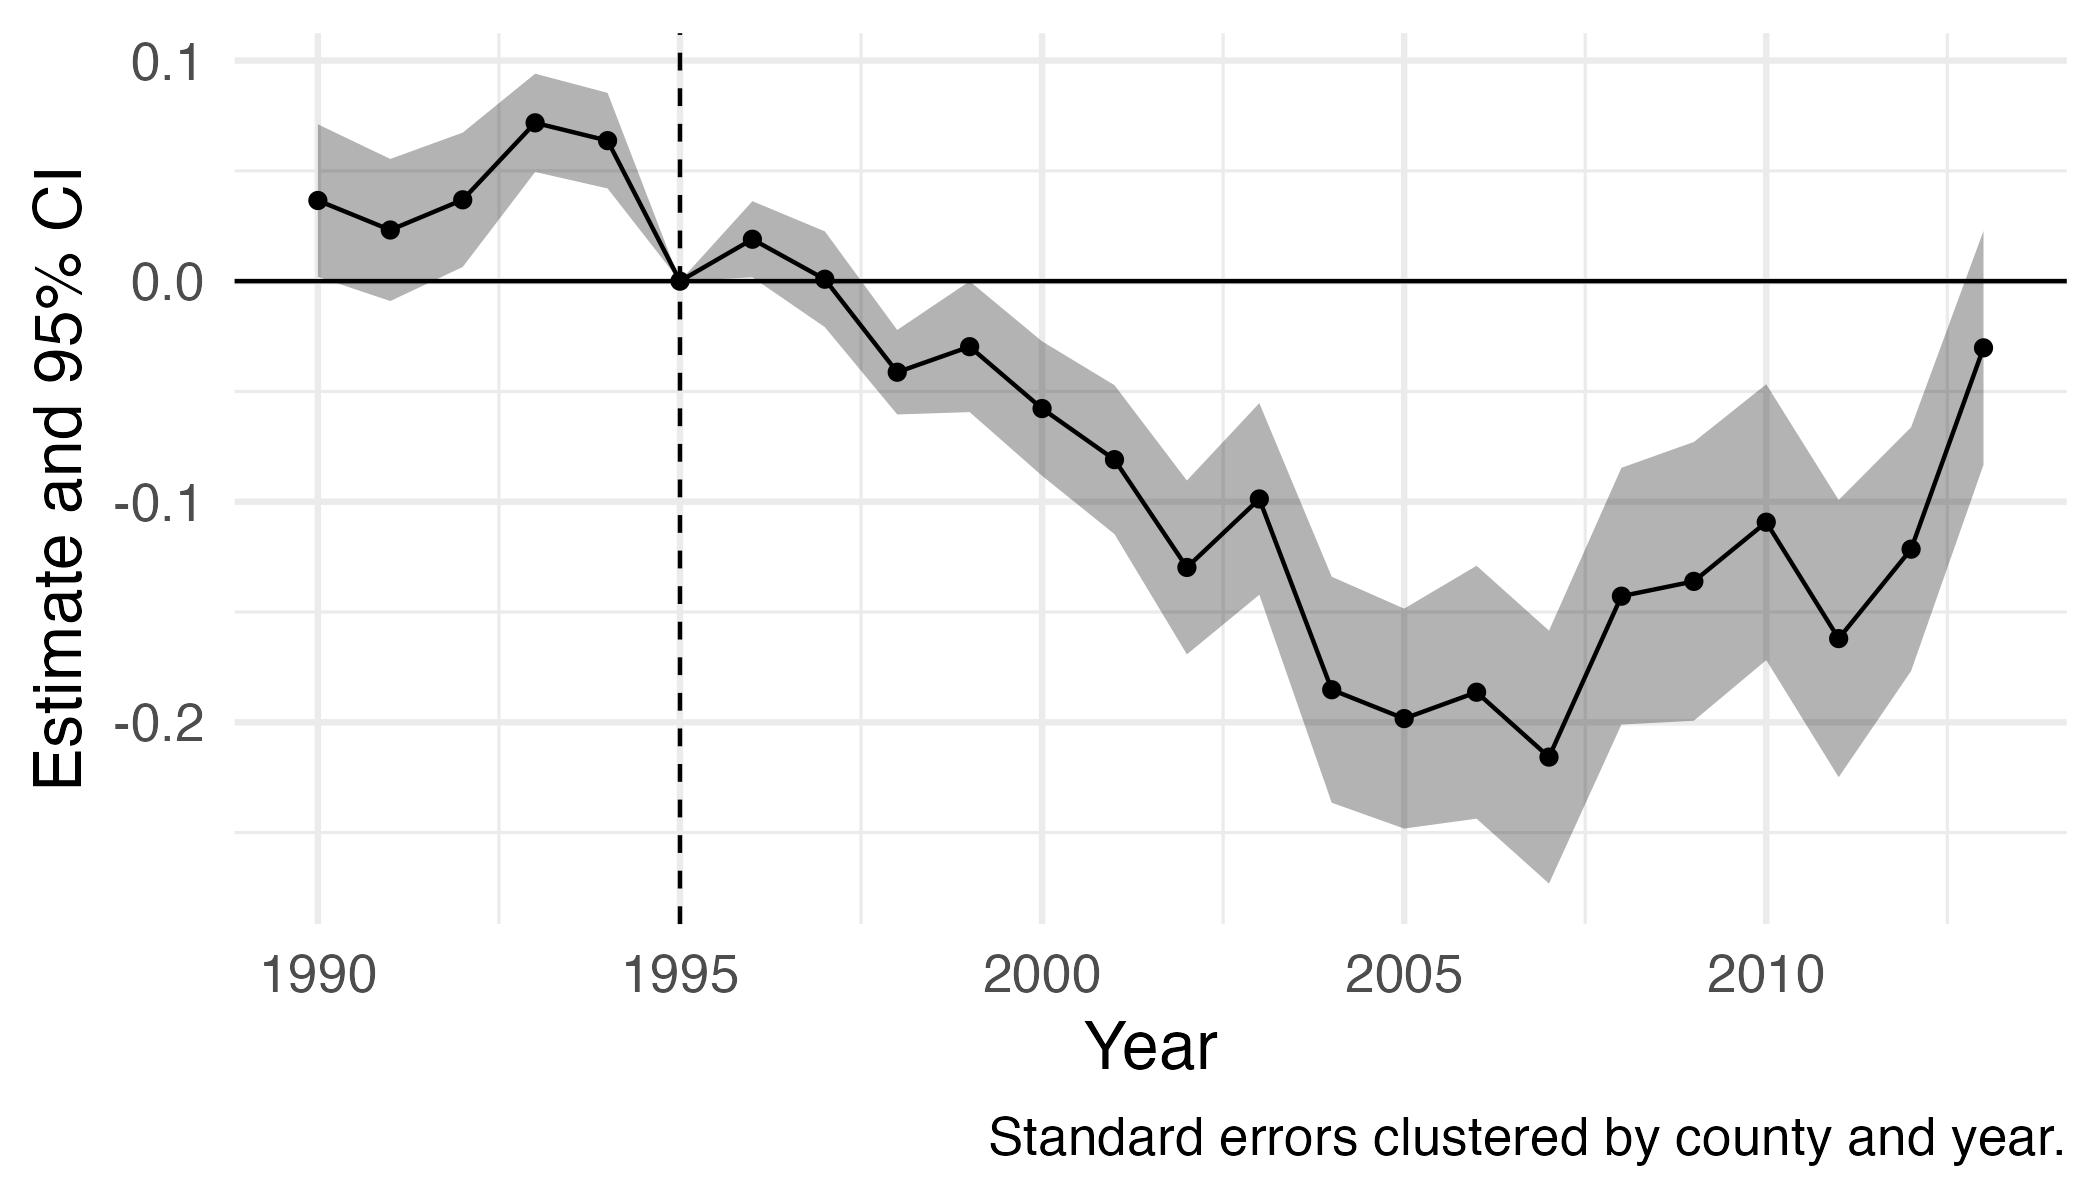 Estimate and 95% CI
0.1
0.0
-0.1
-0.2
1990 1995 2000 2005 2010
Year
Standard errors clustered by county and year.